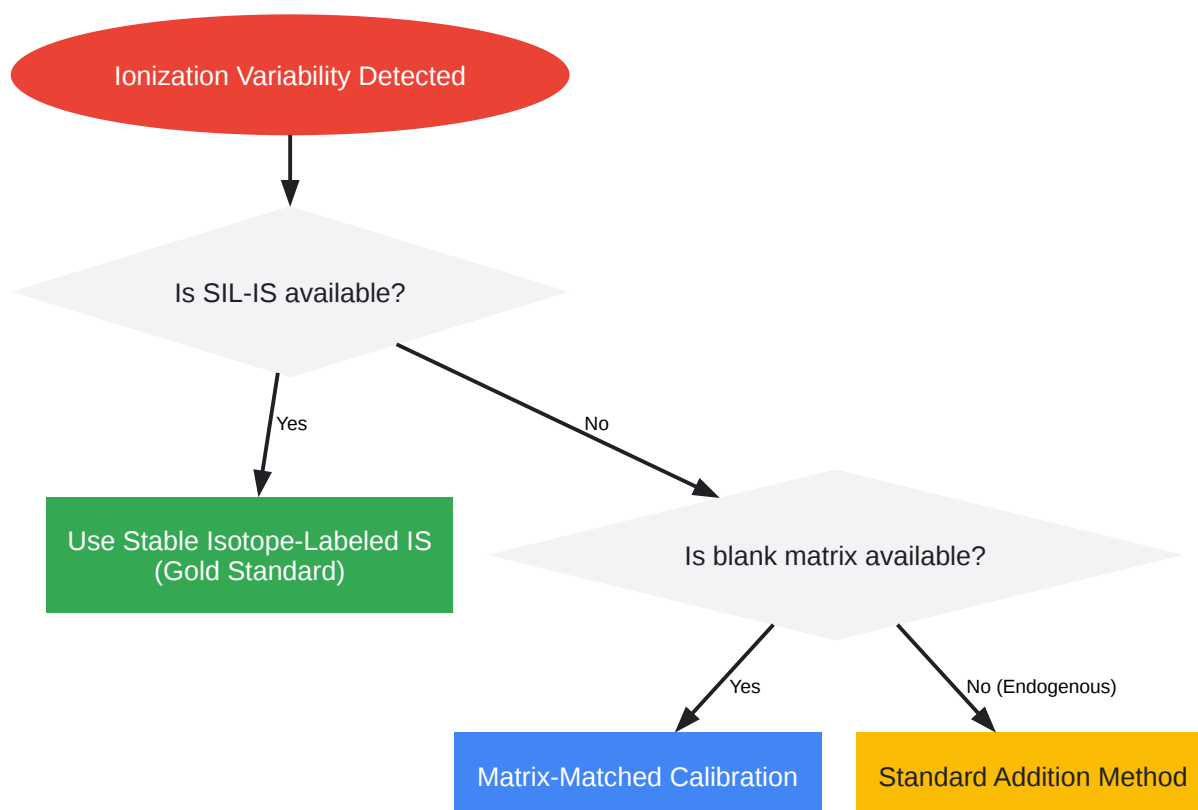 Ionization Variability Detected
Is SIL-IS available?
Yes
No
Use Stable Isotope-Labeled IS
(Gold Standard)
Is blank matrix available?
Yes
No (Endogenous)
Matrix-Matched Calibration
Standard Addition Method